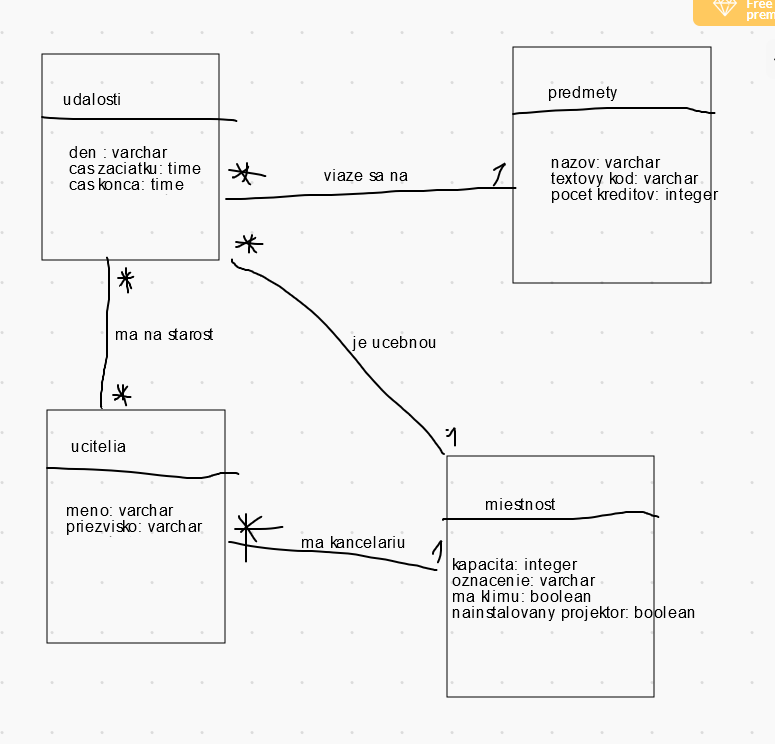 Free
prem
udalosti
den : varchar
cas zaciatku: time
cas konca: time
*
viaze sa na
1
predmety
nazov: varchar
textovy kod: varchar
pocet kreditov: integer
*
je ucebnou
1
*
ma na starost
*
ucitelia
meno: varchar
priezvisko: varchar
*
ma kancelariu
1
miestnost
kapacita: integer
oznacenie: varchar
ma klimu: boolean
nainstalovany projektor: boolean